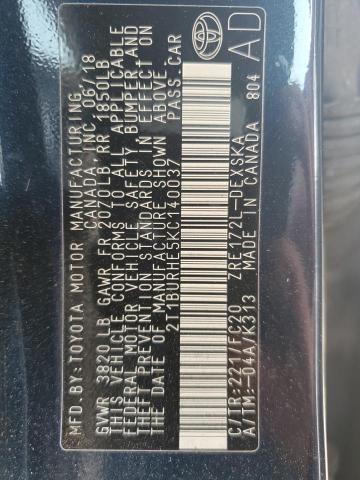 MFD BY:TOYOTA MOTOR MANUFACTURING
CANADA, INC. 06/18
GVWR 3820LB GAWR FR 2070LB RR 1850LB
THIS VEHICLE CONFORMS TO ALL APPLICABLE
FEDERAL MOTOR VEHICLE SAFETY, BUMPER, AND
THEFT PREVENTION STANDARDS IN EFFECT ON
THE DATE OF MANUFACTURE SHOWN ABOVE.
2T1BURHE5KC140037 PASS.CAR
C/TR:221/FC20 ZRE172L-DEXSKA
A/TM:-04A/K313 MADE IN CANADA 804
TOYOTA
AD